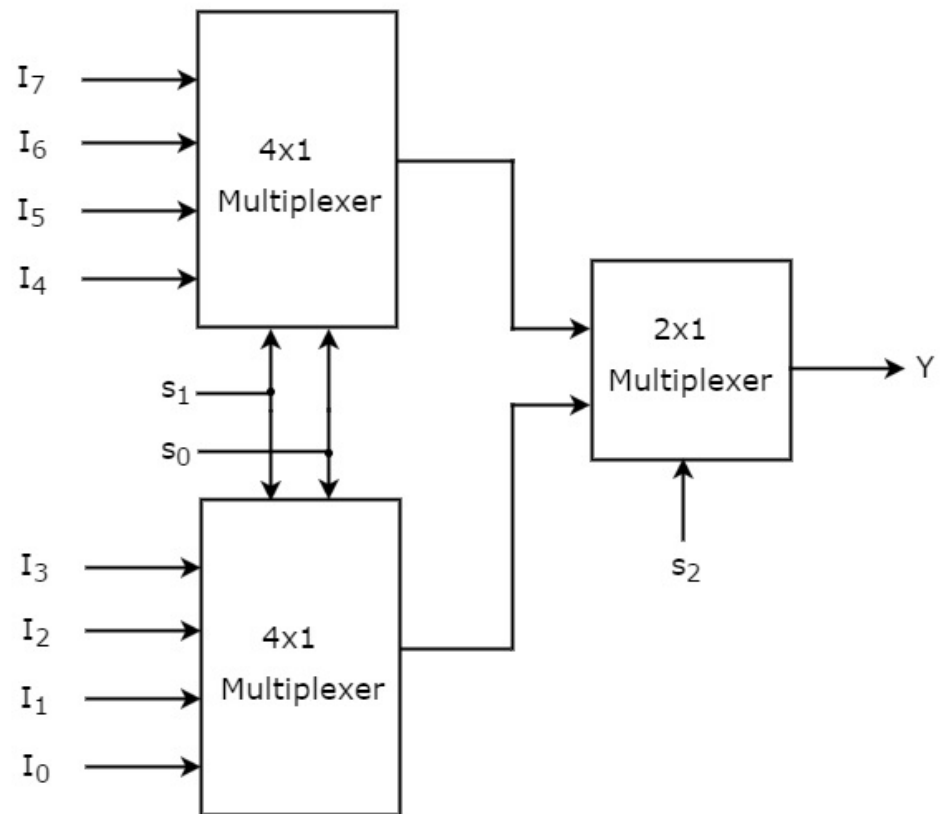 I₇
I₆
I₅
I₄
4x1
Multiplexer
s₁
s₀
I₃
I₂
I₁
I₀
4x1
Multiplexer
2x1
Multiplexer
s₂
Y